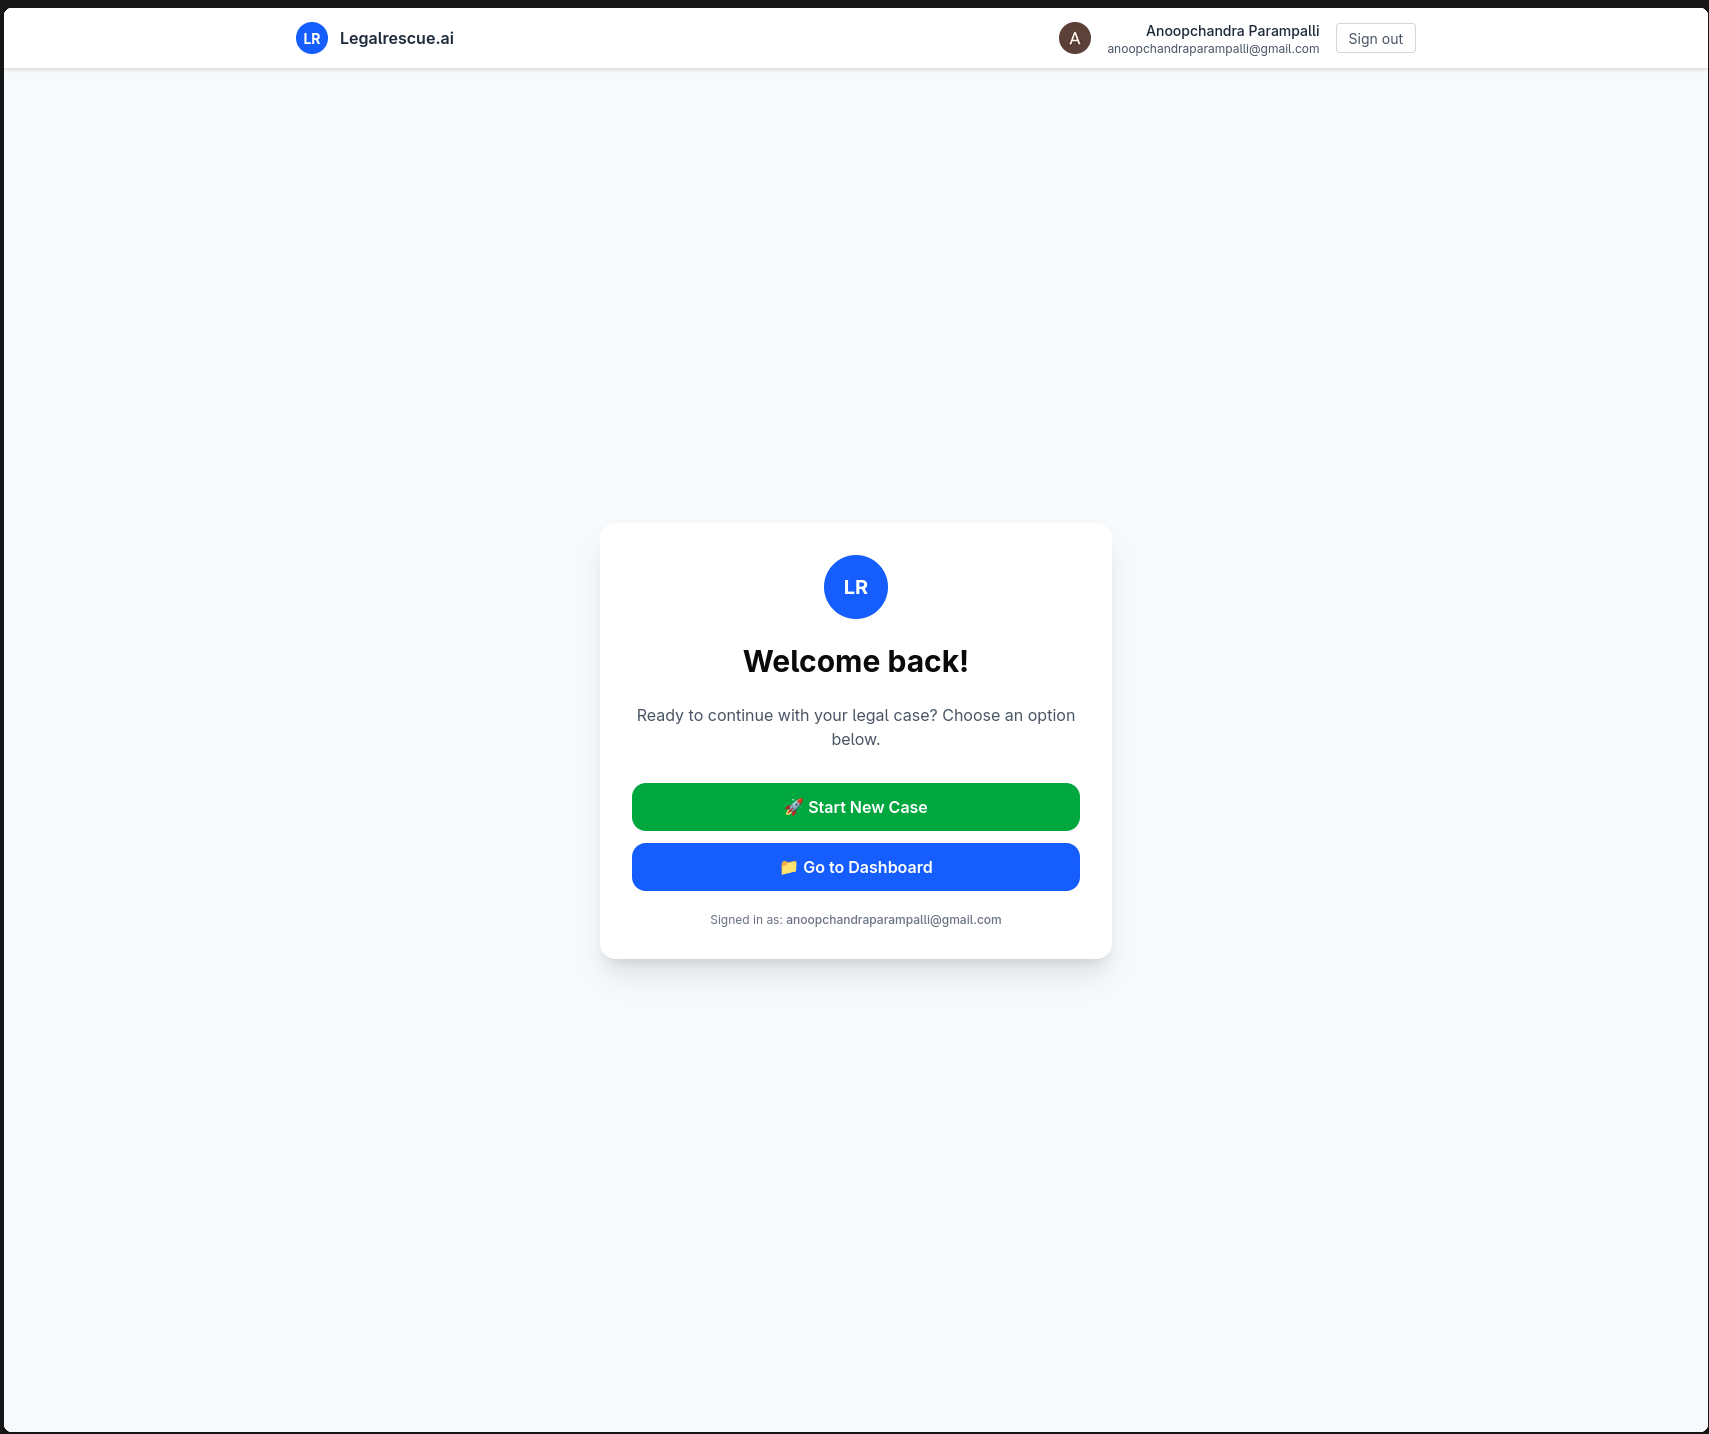 LR Legalrescue.ai
A
Anoopchandra Parampalli
anoopchandraparampalli@gmail.com
Sign out
LR
Welcome back!
Ready to continue with your legal case? Choose an option
below.
🚀 Start New Case
📁 Go to Dashboard
Signed in as: anoopchandraparampalli@gmail.com